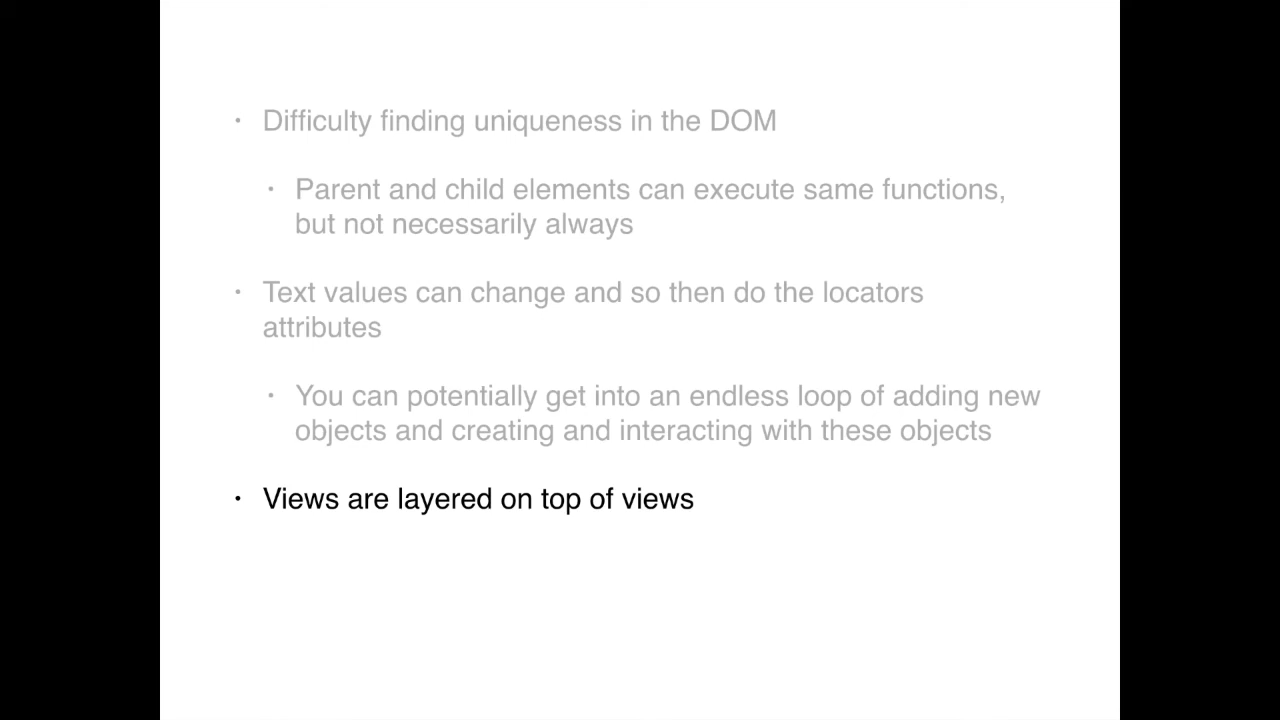 • Difficulty finding uniqueness in the DOM
• Parent and child elements can execute same functions,
but not necessarily always
• Text values can change and so then do the locators
attributes
• You can potentially get into an endless loop of adding new
objects and creating and interacting with these objects
• Views are layered on top of views